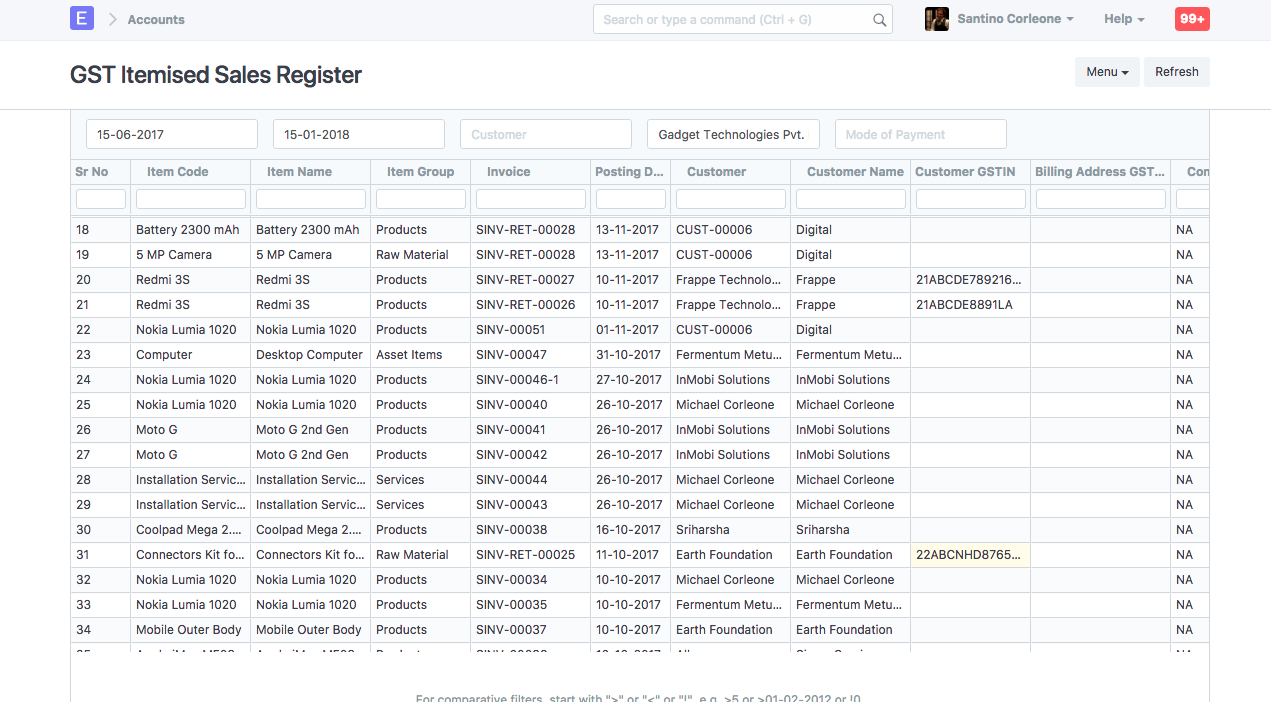 E Accounts Search or type a command (Ctrl + G) Santino Corleone Help 99+
GST Itemised Sales Register Menu Refresh
15-06-2017 15-01-2018 Customer Gadget Technologies Pvt. Mode of Payment
Sr No Item Code Item Name Item Group Invoice Posting D... Customer Customer Name Customer GSTIN Billing Address GST... Con
18 Battery 2300 mAh Battery 2300 mAh Products SINV-RET-00028 13-11-2017 CUST-00006 Digital NA
19 5 MP Camera 5 MP Camera Raw Material SINV-RET-00028 13-11-2017 CUST-00006 Digital NA
20 Redmi 3S Redmi 3S Products SINV-RET-00027 10-11-2017 Frappe Technolo... Frappe 21ABCDE789216... NA
21 Redmi 3S Redmi 3S Products SINV-RET-00026 10-11-2017 Frappe Technolo... Frappe 21ABCDE8891LA NA
22 Nokia Lumia 1020 Nokia Lumia 1020 Products SINV-00051 01-11-2017 CUST-00006 Digital NA
23 Computer Desktop Computer Asset Items SINV-00047 31-10-2017 Fermentum Metu... Fermentum Metu... NA
24 Nokia Lumia 1020 Nokia Lumia 1020 Products SINV-00046-1 27-10-2017 InMobi Solutions InMobi Solutions NA
25 Nokia Lumia 1020 Nokia Lumia 1020 Products SINV-00040 26-10-2017 Michael Corleone Michael Corleone NA
26 Moto G Moto G 2nd Gen Products SINV-00041 26-10-2017 InMobi Solutions InMobi Solutions NA
27 Moto G Moto G 2nd Gen Products SINV-00042 26-10-2017 InMobi Solutions InMobi Solutions NA
28 Installation Servic... Installation Servic... Services SINV-00044 26-10-2017 Michael Corleone Michael Corleone NA
29 Installation Servic... Installation Servic... Services SINV-00043 26-10-2017 Michael Corleone Michael Corleone NA
30 Coolpad Mega 2.... Coolpad Mega 2.... Products SINV-00038 16-10-2017 Sriharsha Sriharsha NA
31 Connectors Kit fo... Connectors Kit fo... Raw Material SINV-RET-00025 11-10-2017 Earth Foundation Earth Foundation 22ABCNHD8765... NA
32 Nokia Lumia 1020 Nokia Lumia 1020 Products SINV-00034 10-10-2017 Michael Corleone Michael Corleone NA
33 Nokia Lumia 1020 Nokia Lumia 1020 Products SINV-00035 10-10-2017 Fermentum Metu... Fermentum Metu... NA
34 Mobile Outer Body Mobile Outer Body Products SINV-00037 10-10-2017 Earth Foundation Earth Foundation NA
For comparative filters, start with ">" or "<" or "!", e.g. >5 or >01-02-2012 or !0